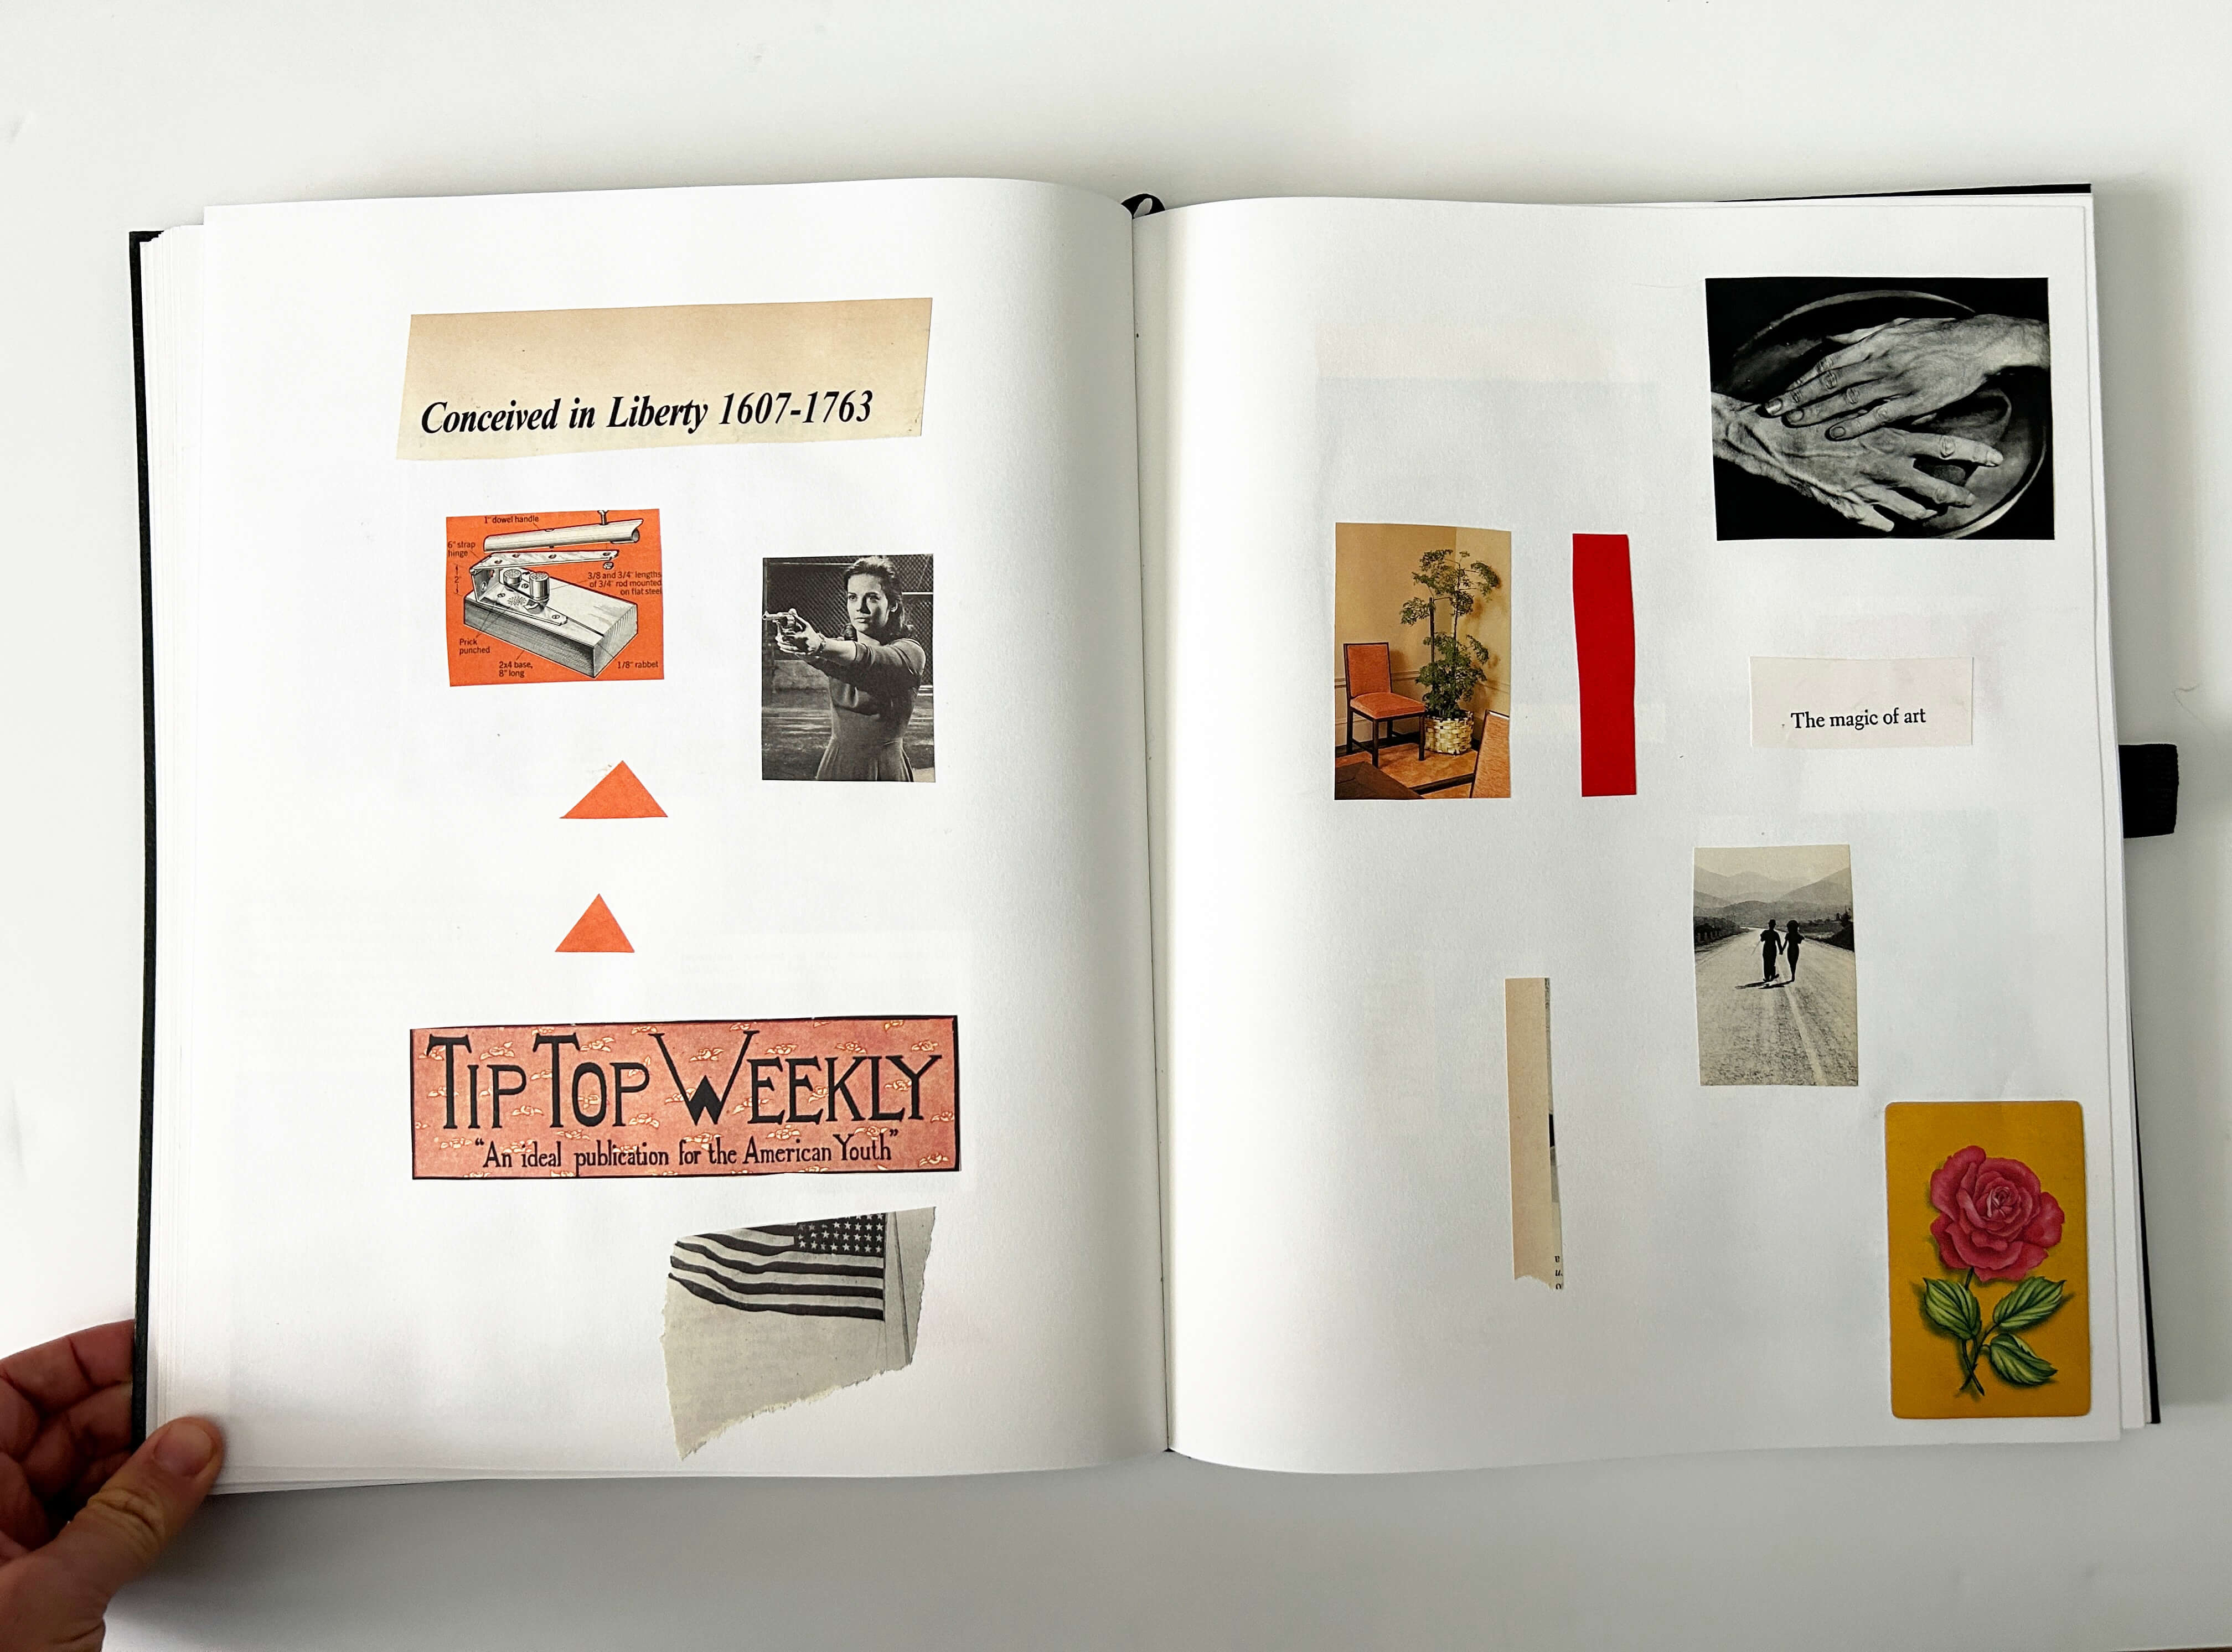 Conceived in Liberty 1607-1763
1" dowel handle
6" strap
hinge
2"
3/8 and 3/4" lengths
of 3/4" rod mounted
on flat steel
Prick
punched
2x4 base,
8" long
1/8" rabbet
TIP TOP WEEKLY
"An ideal publication for the American Youth"
The magic of art